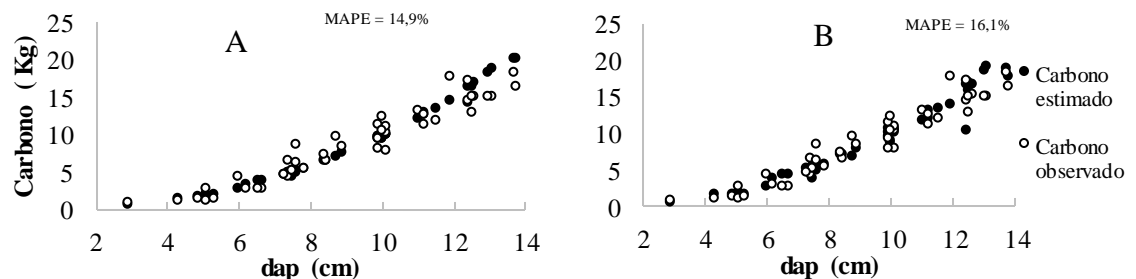 MAPE = 14,9%
A
Carbono ( Kg)
25
20
15
10
5
0
2 4 6 8 10 12 14
dap (cm)
MAPE = 16,1%
B
25
20
15
10
5
0
2 4 6 8 10 12 14
dap (cm)
Carbono
estimado
Carbono
observado